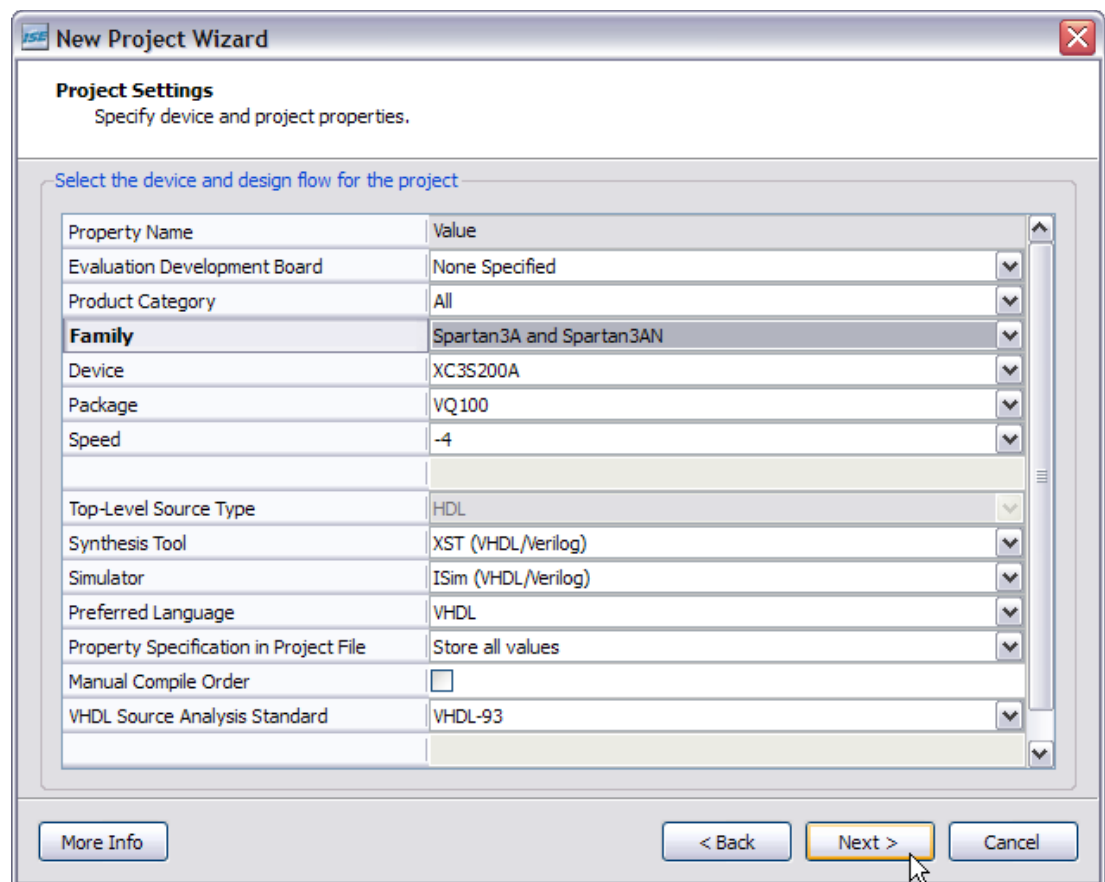 ISE New Project Wizard
Project Settings
Specify device and project properties.
Select the device and design flow for the project
Property Name Value
Evaluation Development Board None Specified
Product Category All
Family Spartan3A and Spartan3AN
Device XC3S200A
Package VQ100
Speed -4
Top-Level Source Type HDL
Synthesis Tool XST (VHDL/Verilog)
Simulator ISim (VHDL/Verilog)
Preferred Language VHDL
Property Specification in Project File Store all values
Manual Compile Order
VHDL Source Analysis Standard VHDL-93
More Info < Back Next > Cancel